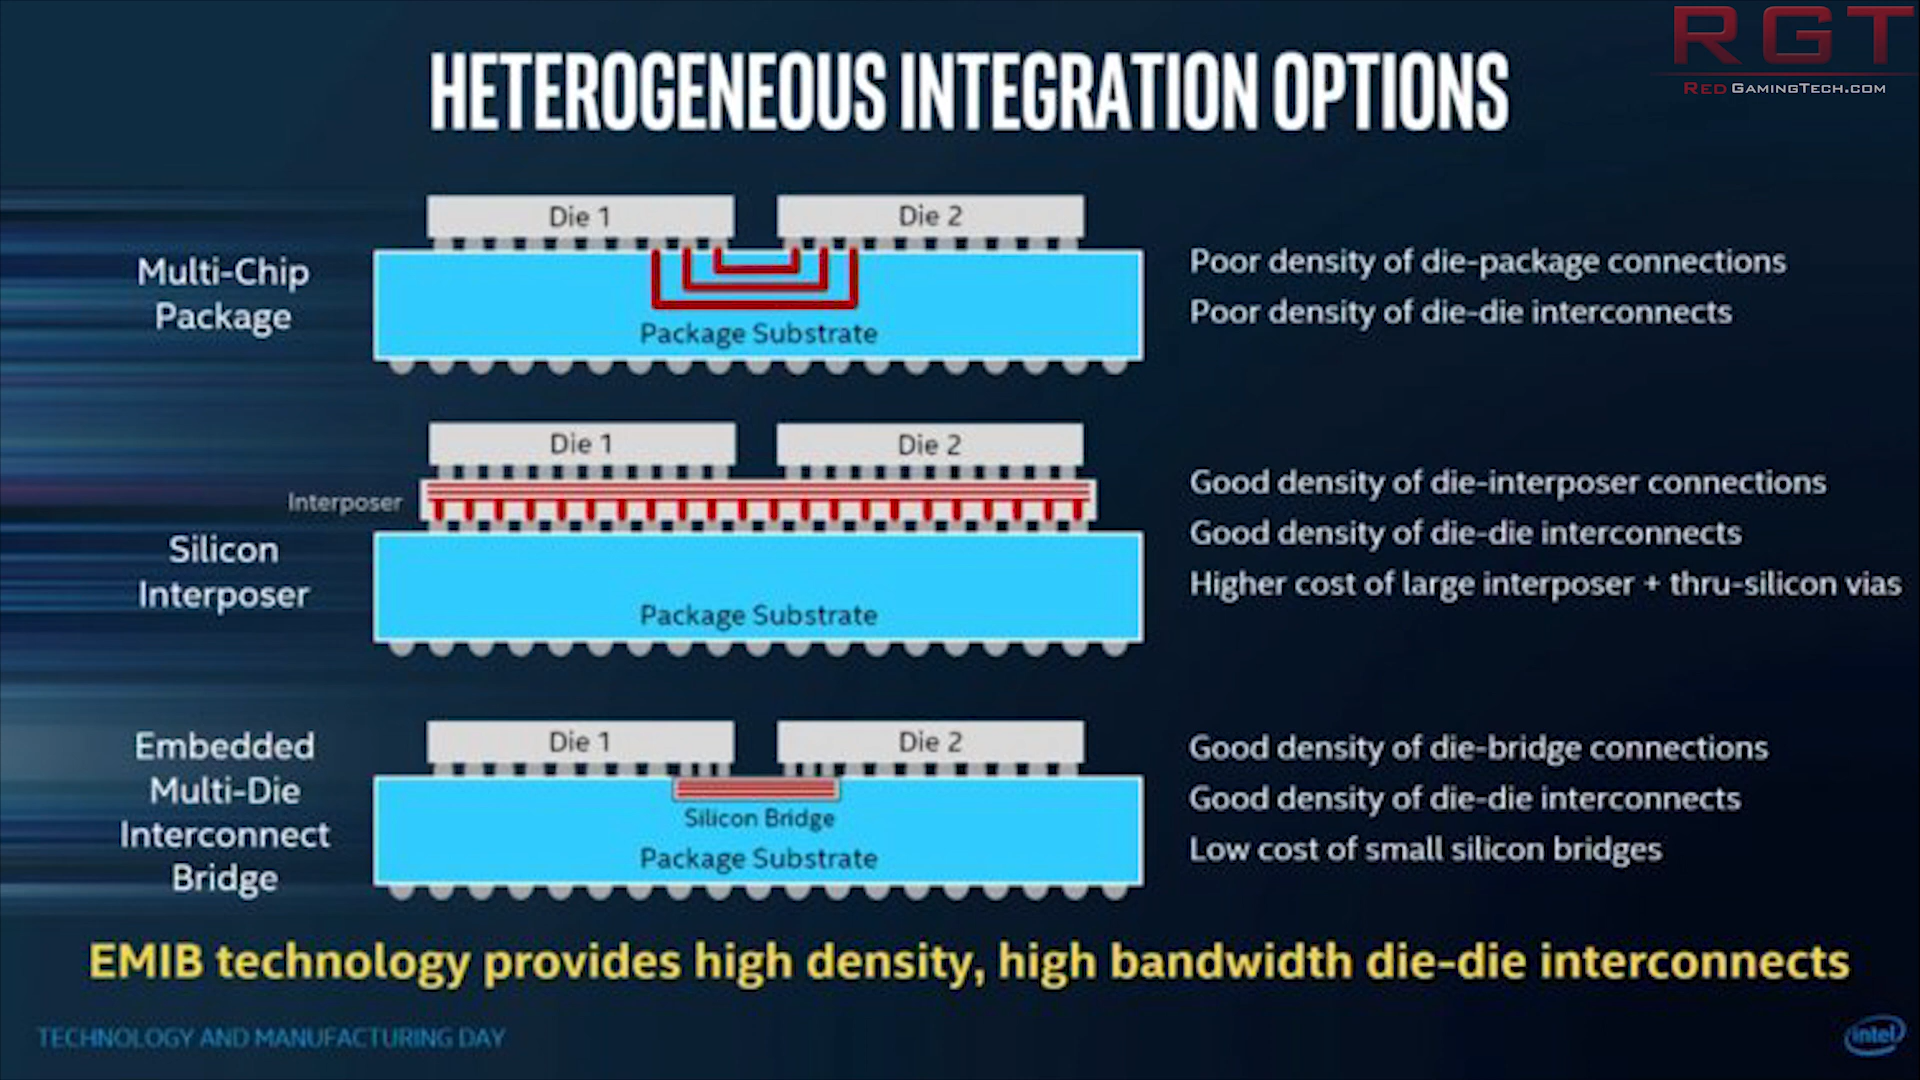 RGT
RED GAMINGTECH.COM
HETEROGENEOUS INTEGRATION OPTIONS
Multi-Chip
Package
Die 1
Die 2
Package Substrate
Poor density of die-package connections
Poor density of die-die interconnects
Silicon
Interposer
Interposer
Die 1
Die 2
Package Substrate
Good density of die-interposer connections
Good density of die-die interconnects
Higher cost of large interposer + thru-silicon vias
Embedded
Multi-Die
Interconnect
Bridge
Die 1
Die 2
Silicon Bridge
Package Substrate
Good density of die-bridge connections
Good density of die-die interconnects
Low cost of small silicon bridges
EMIB technology provides high density, high bandwidth die-die interconnects
TECHNOLOGY AND MANUFACTURING DAY
intel